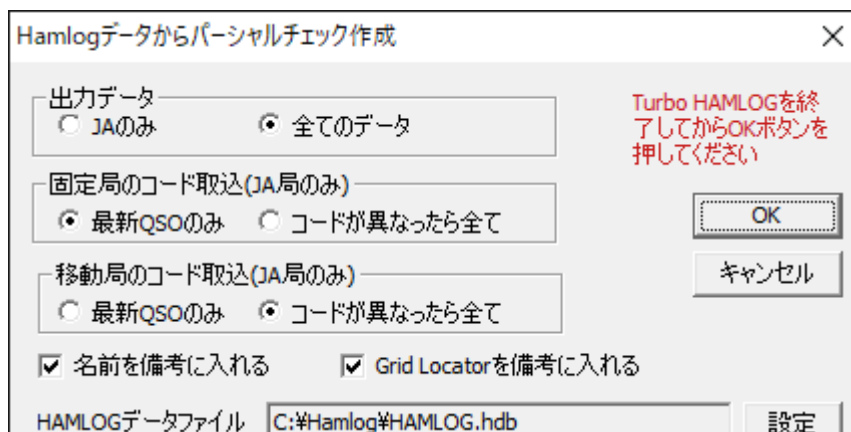 Hamlogデータからパーシャルチェック作成
出力データ
JAのみ
全てのデータ
Turbo HAMLOGを終
了してからOKボタンを
押してください
固定局のコード取込(JA局のみ)
最新QSOのみ
コードが異なったら全て
OK
移動局のコード取込(JA局のみ)
最新QSOのみ
コードが異なったら全て
キャンセル
名前を備考に入れる
Grid Locatorを備考に入れる
HAMLOGデータファイル
C:¥Hamlog¥HAMLOG.hdb
設定